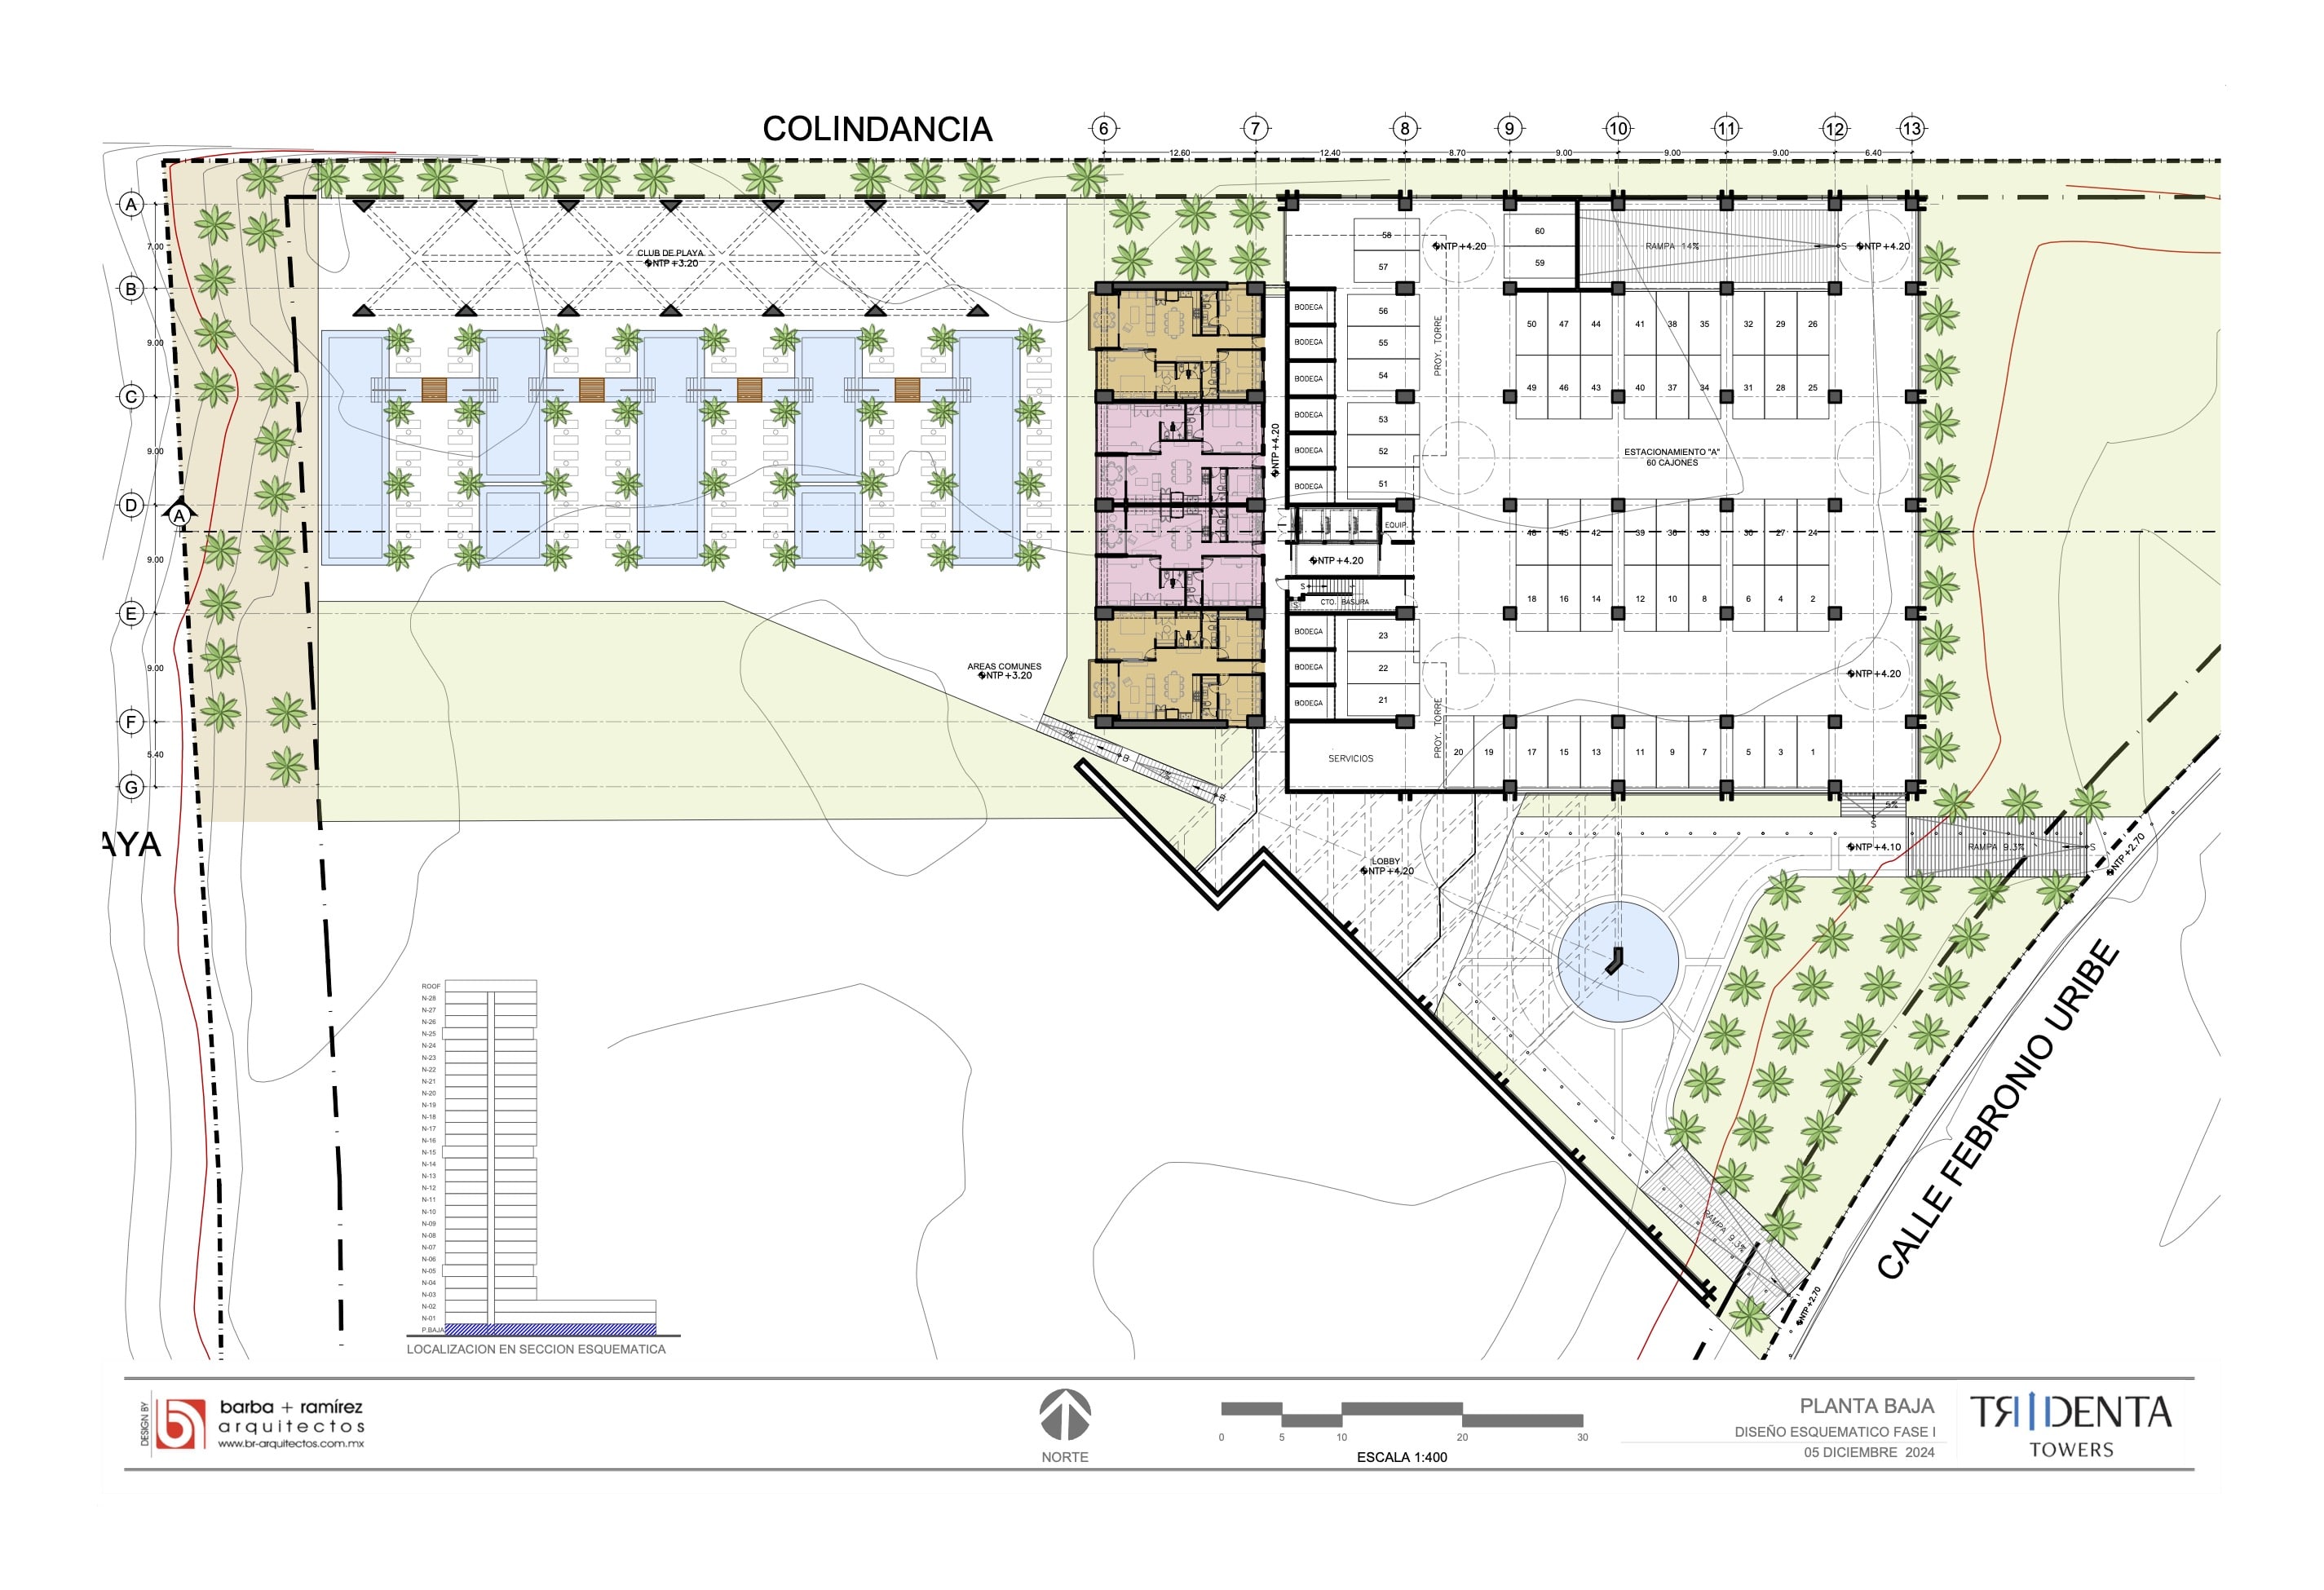 COLINDANCIA
6 7 8 9 10 11 12 13
12.60 12.40 8.70 9.00 9.00 9.00 6.40
A
7.00
B
9.00
C
9.00
D
A
9.00
E
9.00
F
5.40
G
AYA
CLUB DE PLAYA
NTP+3.20
AREAS COMUNES
NTP+3.20
2%
B
B
NTP+4.20
BODEGA
BODEGA
BODEGA
BODEGA
BODEGA
BODEGA
58
57
56
55
54
53
52
51
NTP+4.20
60
59
RAMPA 14%
S
NTP+4.20
PROY. TORRE
50 47 44 41 38 35 32 29 26
49 46 43 40 37 34 31 28 25
ESTACIONAMIENTO "A"
60 CAJONES
EQUIP.
NTP+4.20
S
CTO. BASURA
S
48 45 42 39 36 33 30 27 24
18 16 14 12 10 8 6 4 2
BODEGA
BODEGA
BODEGA
23
22
21
NTP+4.20
PROY. TORRE
SERVICIOS
20 19 17 15 13 11 9 7 5 3 1
5%
S
LOBBY
NTP+4.20
NTP+4.10
RAMPA 9.3%
S
NTP+2.70
CALLE FEBRONIO URIBE
RAMPA 9.3%
NTP+2.70
ROOF
N-28
N-27
N-26
N-25
N-24
N-23
N-22
N-21
N-20
N-19
N-18
N-17
N-16
N-15
N-14
N-13
N-12
N-11
N-10
N-09
N-08
N-07
N-06
N-05
N-04
N-03
N-02
N-01
P.BAJA
LOCALIZACION EN SECCION ESQUEMATICA
DESIGN BY
barba + ramírez
arquitectos
www.br-arquitectos.com.mx
NORTE
0 5 10 20 30
ESCALA 1:400
PLANTA BAJA
DISEÑO ESQUEMATICO FASE I
05 DICIEMBRE 2024
TRIIDENTA
TOWERS